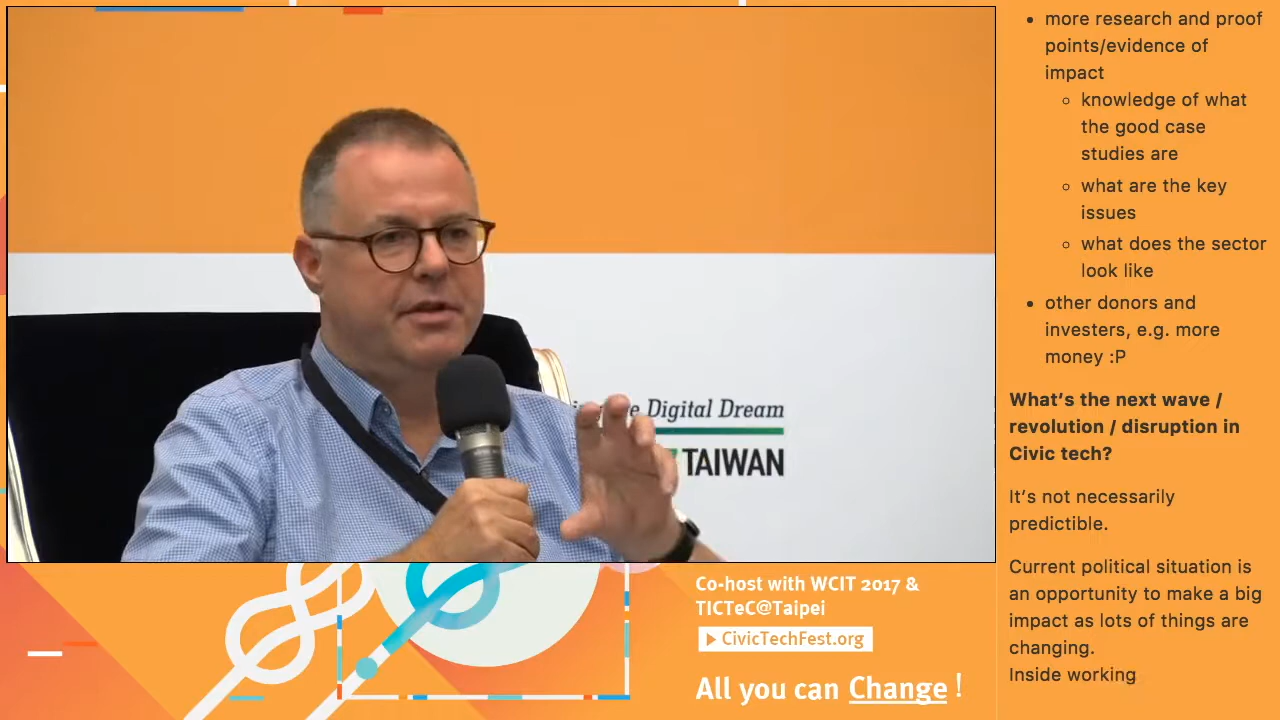 Digital Dream
TAIWAN
Co-host with WCIT 2017 &
TICTeC@Taipei
CivicTechFest.org
All you can Change !
more research and proof
points/evidence of
impact
knowledge of what
the good case
studies are
what are the key
issues
what does the sector
look like
other donors and
investers, e.g. more
money :P
What's the next wave /
revolution / disruption in
Civic tech?
It's not necessarily
predictible.
Current political situation is
an opportunity to make a big
impact as lots of things are
changing.
Inside working